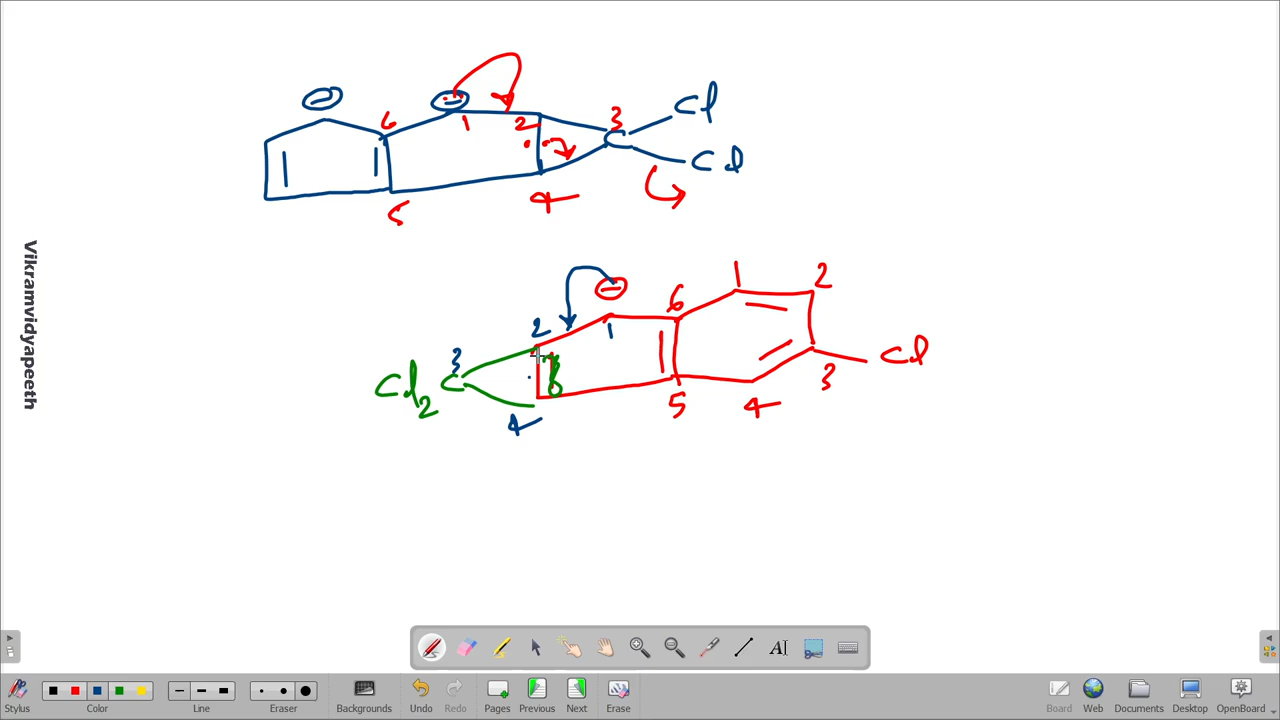 Vikramvidyapeeth
⊖ ⊖
6 1 2 3 Cl
Cl
5 4
⊖
6 1 2
2 1
3
Cl2 C
4
5 4 3 Cl
Color Line Eraser Backgrounds Undo Redo Pages Previous Next Erase Board Web Documents Desktop OpenBoard